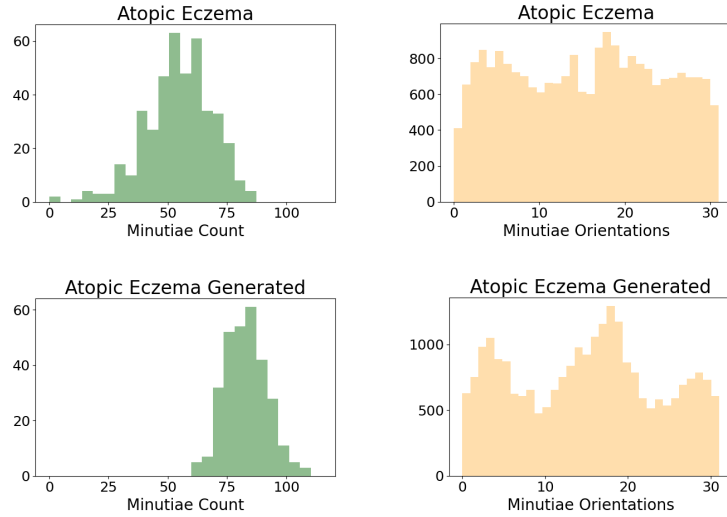 Atopic Eczema
60
40
20
0
0 25 50 75 100
Minutiae Count
Atopic Eczema
800
600
400
200
0
0 10 20 30
Minutiae Orientations
Atopic Eczema Generated
60
40
20
0
0 25 50 75 100
Minutiae Count
Atopic Eczema Generated
1000
500
0
0 10 20 30
Minutiae Orientations